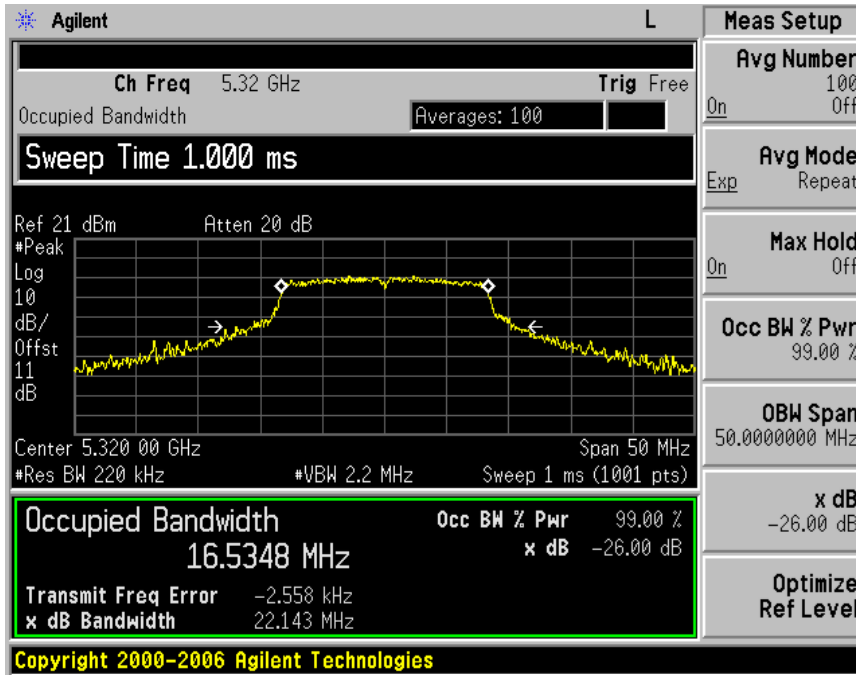 Agilent L Meas Setup
Ch Freq 5.32 GHz Trig Free
Occupied Bandwidth Averages: 100
Sweep Time 1.000 ms
Ref 21 dBm Atten 20 dB
#Peak
Log
10
dB/
Offst
11
dB
Center 5.320 00 GHz Span 50 MHz
#Res BW 220 kHz #VBW 2.2 MHz Sweep 1 ms (1001 pts)
Occupied Bandwidth Occ BW % Pwr 99.00 %
16.5348 MHz x dB -26.00 dB
Transmit Freq Error -2.558 kHz
x dB Bandwidth 22.143 MHz
Copyright 2000-2006 Agilent Technologies
Avg Number
100
On Off
Avg Mode
Exp Repeat
Max Hold
On Off
Occ BW % Pwr
99.00 %
OBW Span
50.0000000 MHz
x dB
-26.00 dB
Optimize
Ref Level